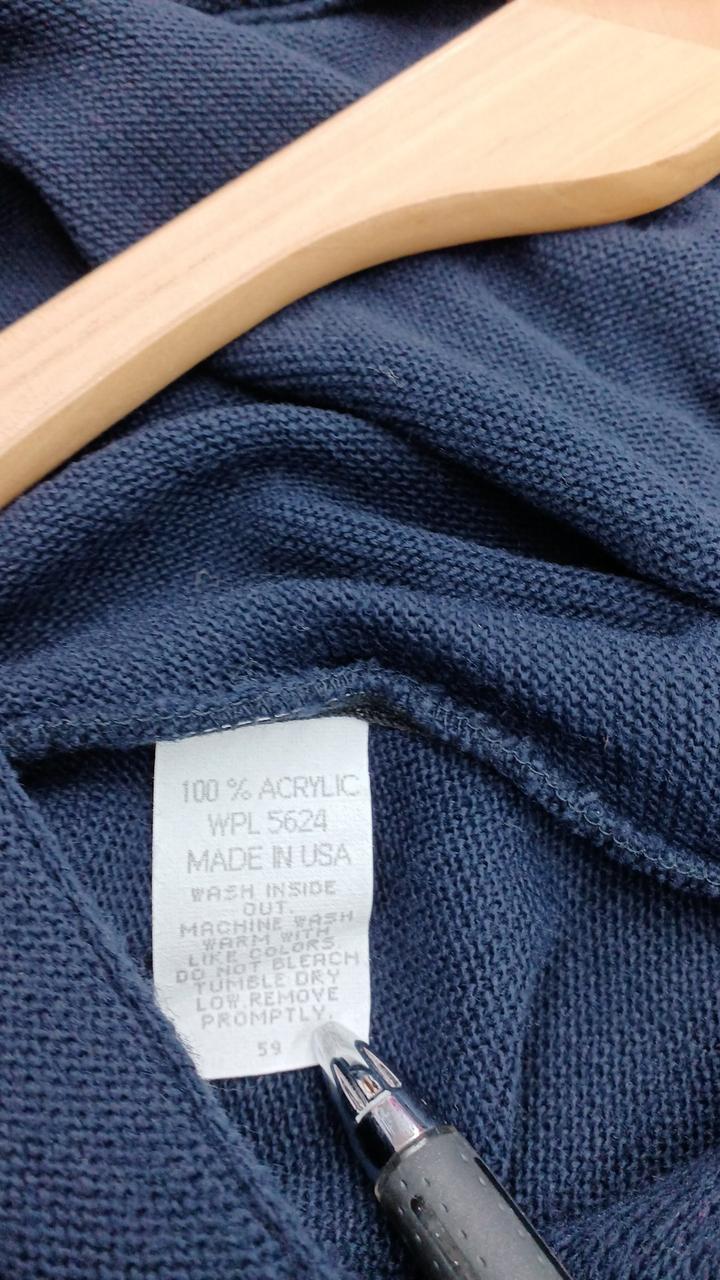 100 % ACRYLIC
WPL 5624
MADE IN USA
WASH INSIDE
OUT.
MACHINE WASH
WARM WITH
LIKE COLORS.
DO NOT BLEACH
TUMBLE DRY
LOW.REMOVE
PROMPTLY.
59